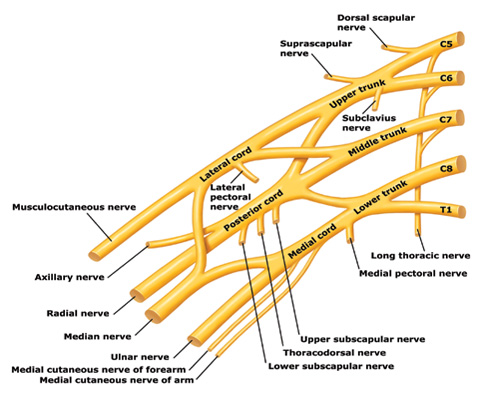 Dorsal scapular
nerve
Suprascapular
nerve
C5
C6
Upper trunk
Subclavius
nerve
C7
Middle trunk
Lateral cord
C8
Lateral
pectoral
nerve
Lower trunk
Musculocutaneous nerve
Posterior cord
T1
Medial cord
Long thoracic nerve
Axillary nerve
Medial pectoral nerve
Radial nerve
Median nerve
Upper subscapular nerve
Ulnar nerve
Thoracodorsal nerve
Medial cutaneous nerve of forearm
Lower subscapular nerve
Medial cutaneous nerve of arm